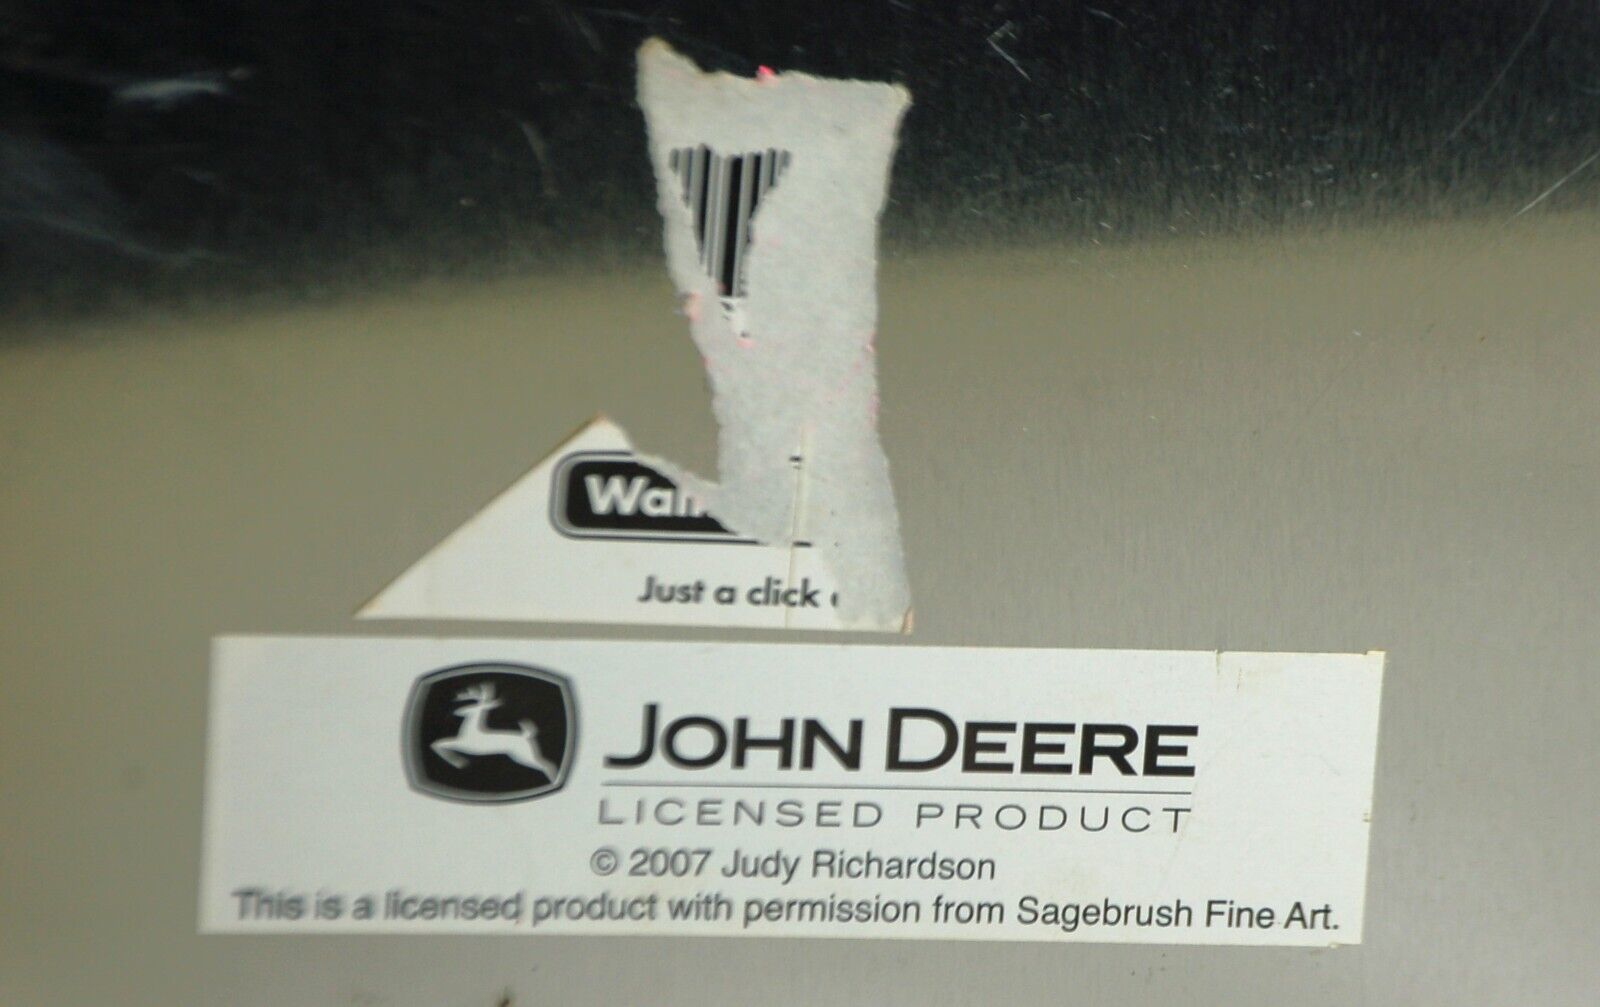 Wal
Just a click
JOHN DEERE
LICENSED PRODUCT
© 2007 Judy Richardson
This is a licensed product with permission from Sagebrush Fine Art.